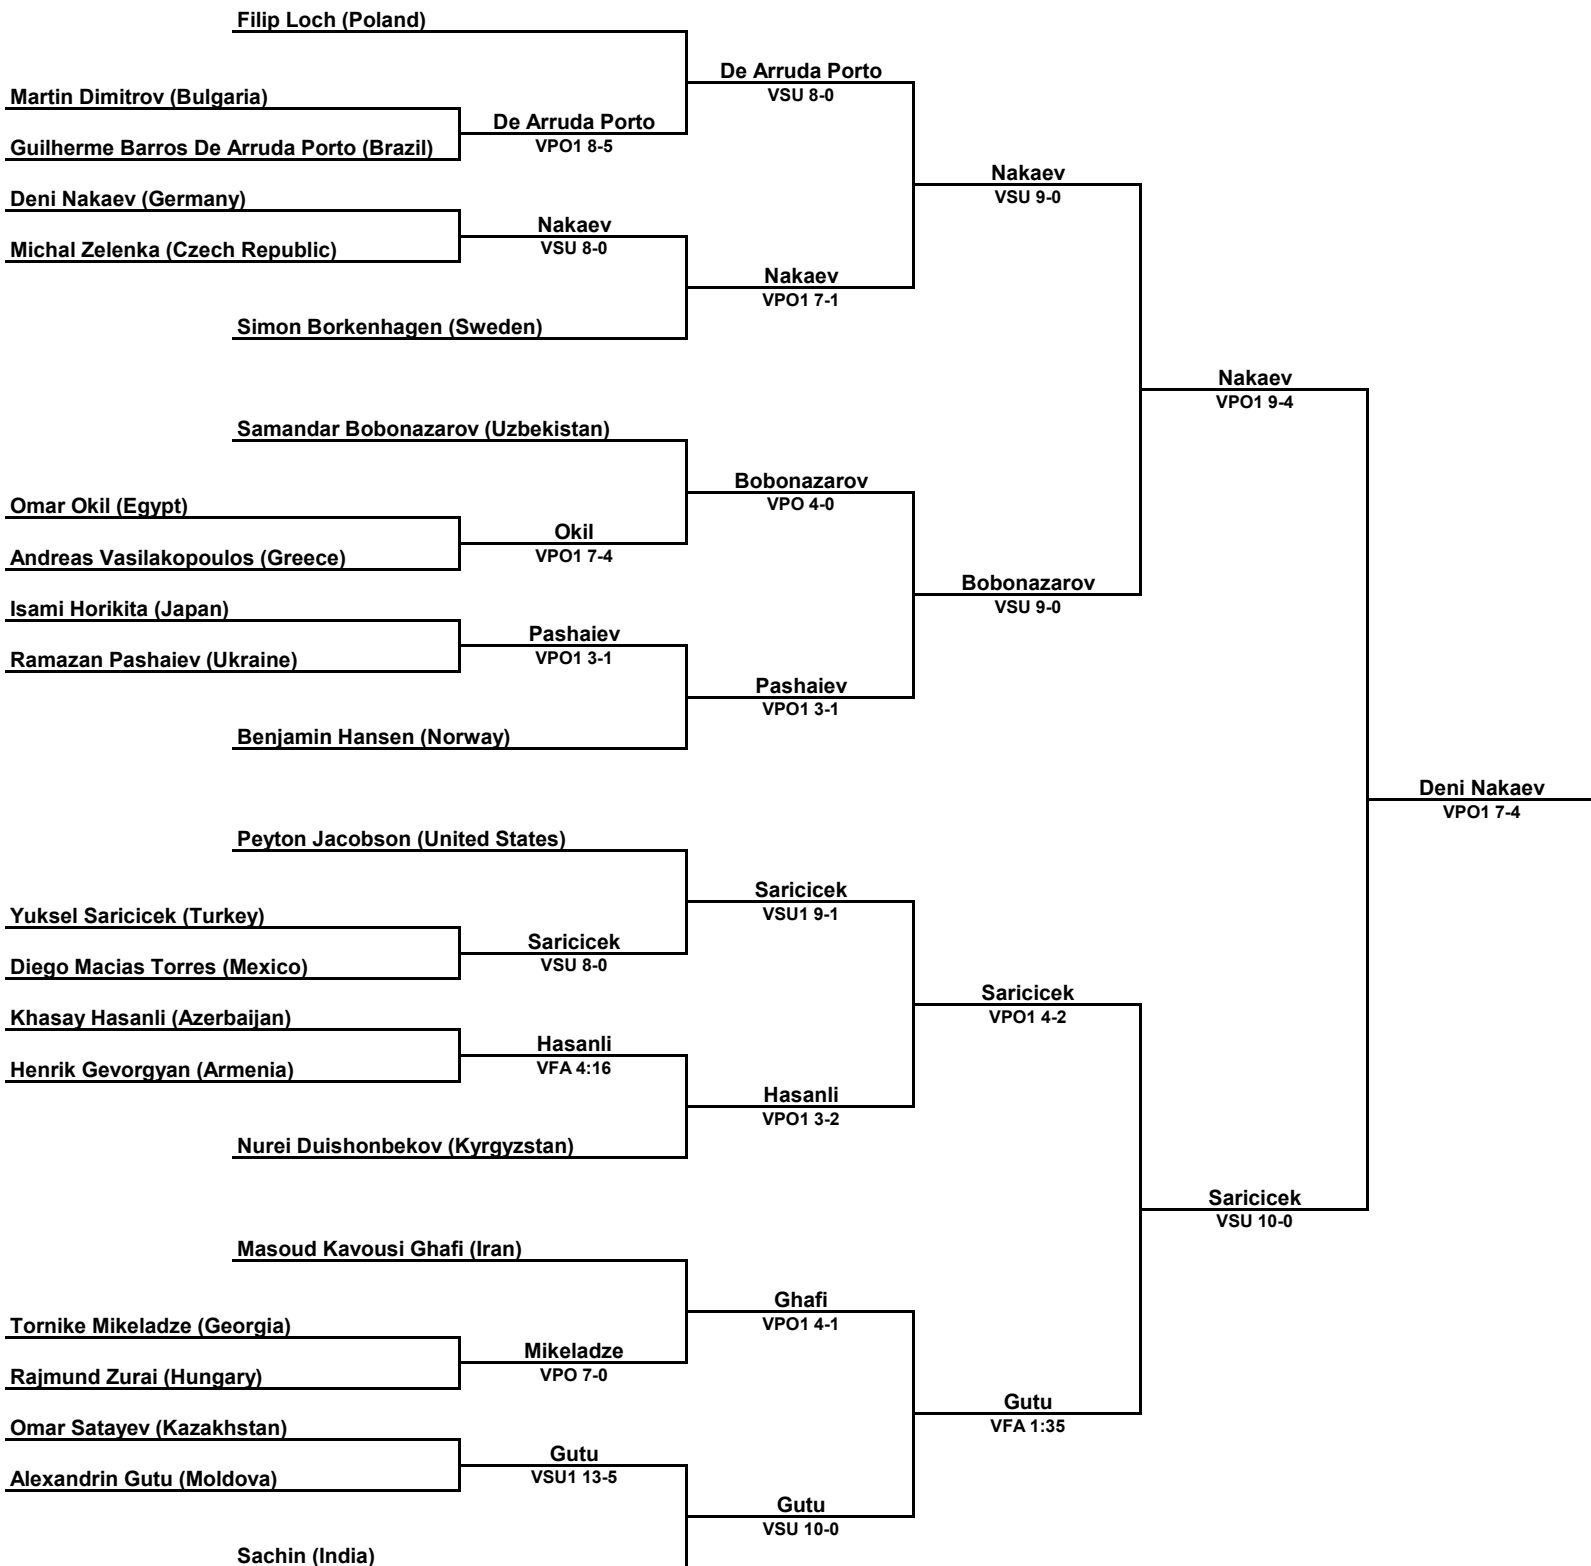 Filip Loch (Poland)
De Arruda Porto
VSU 8-0
Martin Dimitrov (Bulgaria)
De Arruda Porto
VPO1 8-5
Guilherme Barros De Arruda Porto (Brazil)
Nakaev
VSU 9-0
Deni Nakaev (Germany)
Nakaev
VSU 8-0
Michal Zelenka (Czech Republic)
Nakaev
VPO1 7-1
Simon Borkenhagen (Sweden)
Nakaev
VPO1 9-4
Samandar Bobonazarov (Uzbekistan)
Bobonazarov
VPO 4-0
Omar Okil (Egypt)
Okil
VPO1 7-4
Andreas Vasilakopoulos (Greece)
Bobonazarov
VSU 9-0
Isami Horikita (Japan)
Pashaiev
VPO1 3-1
Ramazan Pashaiev (Ukraine)
Pashaiev
VPO1 3-1
Benjamin Hansen (Norway)
Deni Nakaev
VPO1 7-4
Peyton Jacobson (United States)
Saricicek
VSU1 9-1
Yuksel Saricicek (Turkey)
Saricicek
VSU 8-0
Diego Macias Torres (Mexico)
Saricicek
VPO1 4-2
Khasay Hasanli (Azerbaijan)
Hasanli
VFA 4:16
Henrik Gevorgyan (Armenia)
Hasanli
VPO1 3-2
Nurei Duishonbekov (Kyrgyzstan)
Saricicek
VSU 10-0
Masoud Kavousi Ghafi (Iran)
Ghafi
VPO1 4-1
Tornike Mikeladze (Georgia)
Mikeladze
VPO 7-0
Rajmund Zurai (Hungary)
Gutu
VFA 1:35
Omar Satayev (Kazakhstan)
Gutu
VSU1 13-5
Alexandrin Gutu (Moldova)
Gutu
VSU 10-0
Sachin (India)